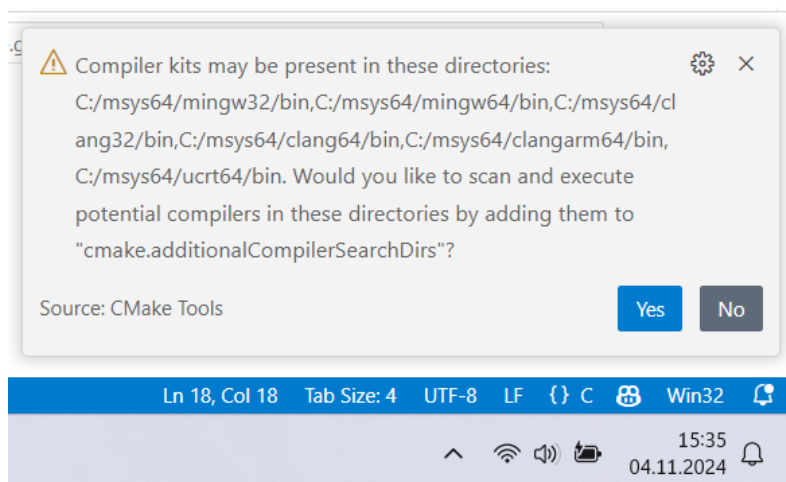 Compiler kits may be present in these directories:
C:/msys64/mingw32/bin,C:/msys64/mingw64/bin,C:/msys64/cl
ang32/bin,C:/msys64/clang64/bin,C:/msys64/clangarm64/bin,
C:/msys64/ucrt64/bin. Would you like to scan and execute
potential compilers in these directories by adding them to
"cmake.additionalCompilerSearchDirs"?
Source: CMake Tools
Yes
No
Ln 18, Col 18 Tab Size: 4 UTF-8 LF {} C Win32
15:35
04.11.2024